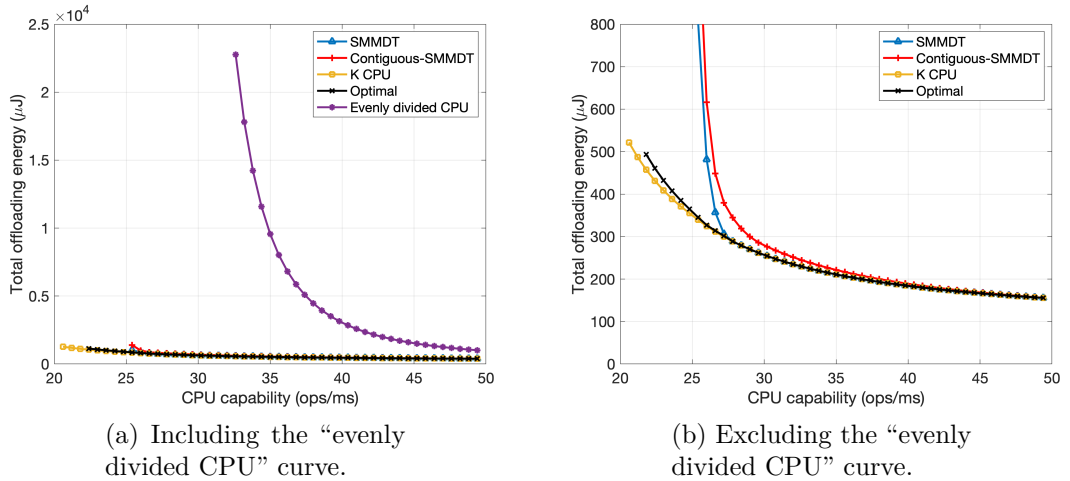 ×10⁴
2.5
2
1.5
1
0.5
0
20 25 30 35 40 45 50
Total offloading energy (μJ)
CPU capability (ops/ms)
SMMDT
Contiguous-SMMDT
K CPU
Optimal
Evenly divided CPU
(a) Including the “evenly
divided CPU” curve.
800
700
600
500
400
300
200
100
0
20 25 30 35 40 45 50
Total offloading energy (μJ)
CPU capability (ops/ms)
SMMDT
Contiguous-SMMDT
K CPU
Optimal
(b) Excluding the “evenly
divided CPU” curve.